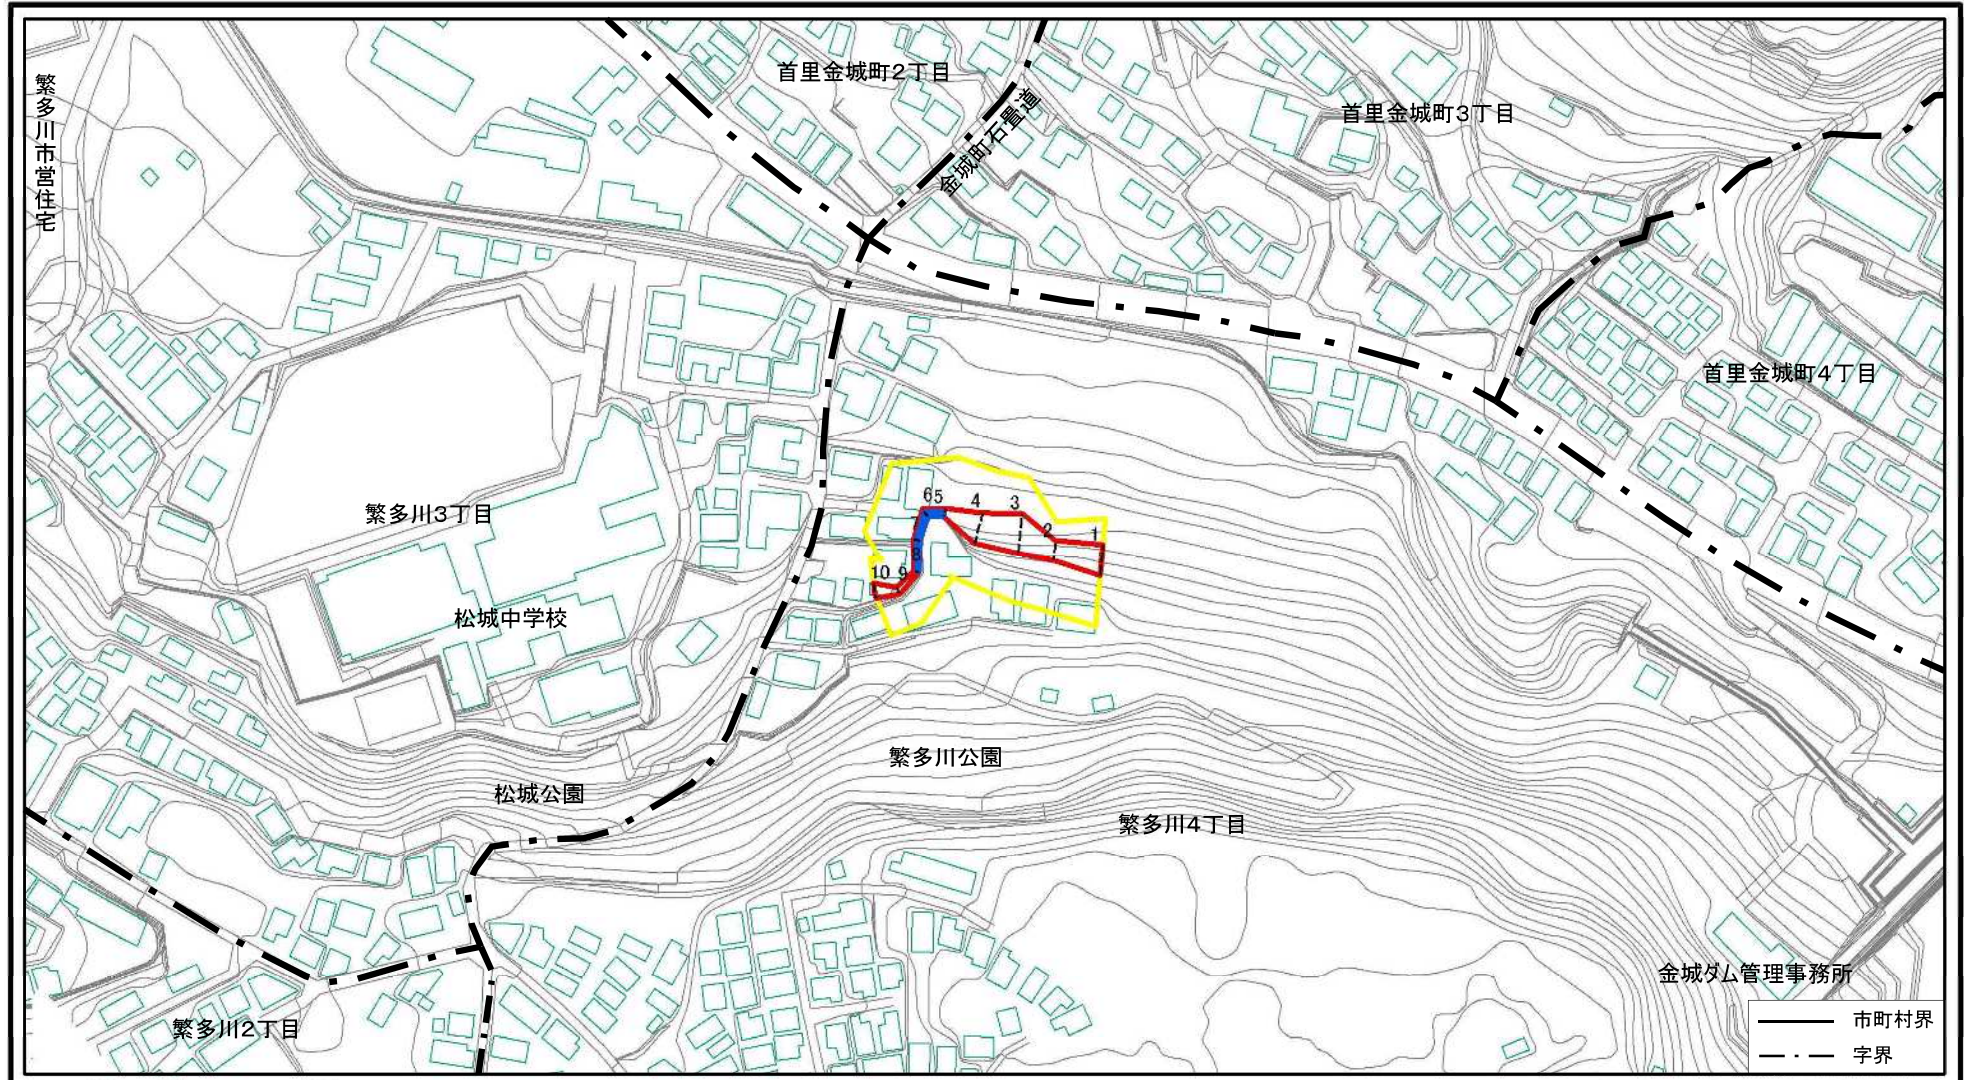 首里金城町2丁目
繁多川市営住宅
金城町石畳道
首里金城町3丁目
首里金城町4丁目
6 5 4 3 2 1
8
10 9
繁多川3丁目
松城中学校
繁多川公園
松城公園
繁多川4丁目
金城ダム管理事務所
繁多川2丁目
市町村界
字界